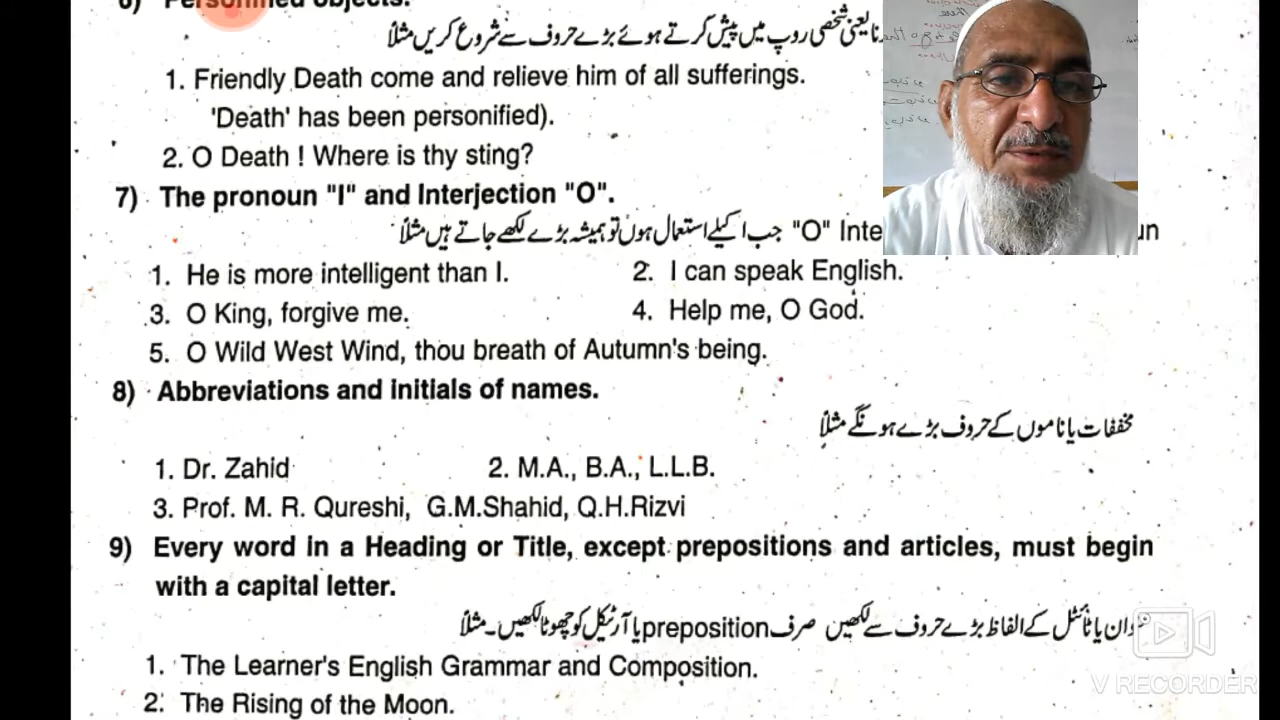 6) Personified objects.
نا یعنی شخصی روپ میں پیش کرتے ہوئے بڑے حروف سے شروع کریں مثلاً
1. Friendly Death come and relieve him of all sufferings.
'Death' has been personified).
2. O Death ! Where is thy sting?
7) The pronoun "I" and Interjection "O".
un Inte "O" جب اکیلے استعمال ہوں تو ہمیشہ بڑے لکھے جاتے ہیں مثلاً
1. He is more intelligent than I. 2. I can speak English.
3. O King, forgive me. 4. Help me, O God.
5. O Wild West Wind, thou breath of Autumn's being.
8) Abbreviations and initials of names.
مخففات یا ناموں کے حروف بڑے ہونگے مثلاً
1. Dr. Zahid 2. M.A., B.A., L.L.B.
3. Prof. M. R. Qureshi, G.M.Shahid, Q.H.Rizvi
9) Every word in a Heading or Title, except prepositions and articles, must begin
with a capital letter.
وان یا ٹائٹل کے الفاظ بڑے حروف سے لکھیں صرف preposition یا آرٹیکل کو چھوٹا لکھیں۔ مثلاً
1. The Learner's English Grammar and Composition.
2. The Rising of the Moon.
V RECORDER